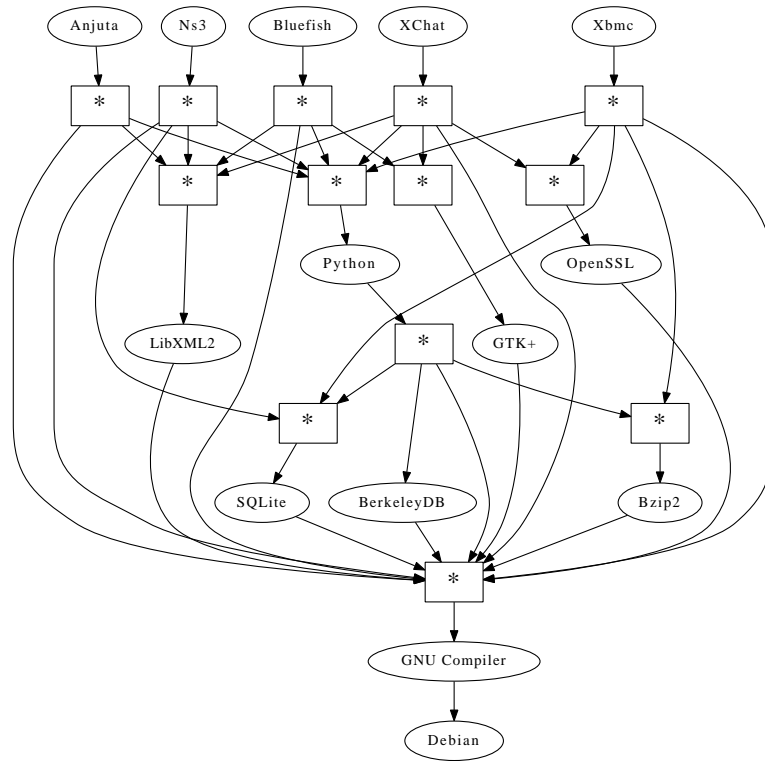 Anjuta Ns3 Bluefish XChat Xbmc
* * * * *
* * * *
Python OpenSSL
LibXML2 * GTK+
* *
SQLite BerkeleyDB Bzip2
*
GNU Compiler
Debian